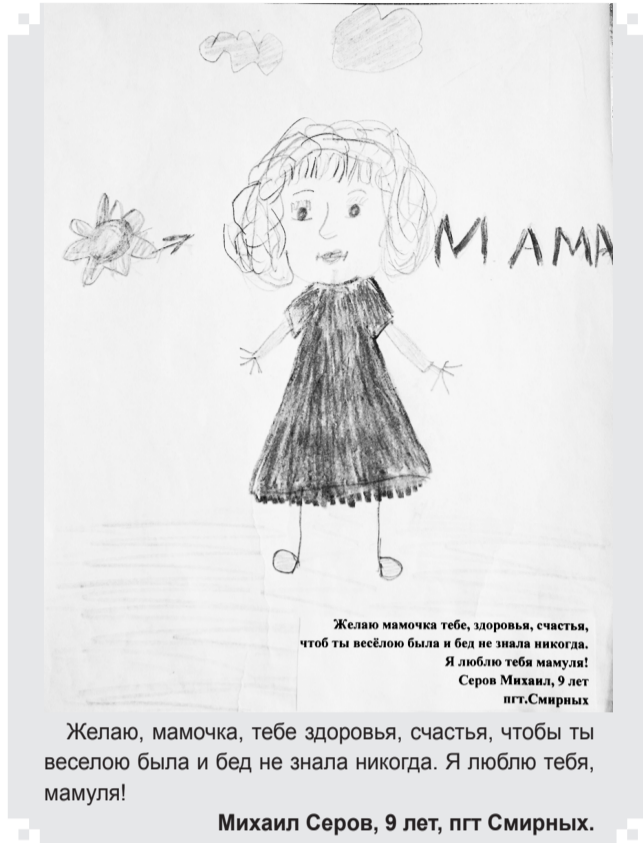 МАМА
Желаю мамочка тебе, здоровья, счастья,
чтоб ты весёлою была и бед не знала никогда.
Я люблю тебя мамуля!
Серов Михаил, 9 лет
пгт.Смирных
Желаю, мамочка, тебе здоровья, счастья, чтобы ты
веселою была и бед не знала никогда. Я люблю тебя,
мамуля!
Михаил Серов, 9 лет, пгт Смирных.